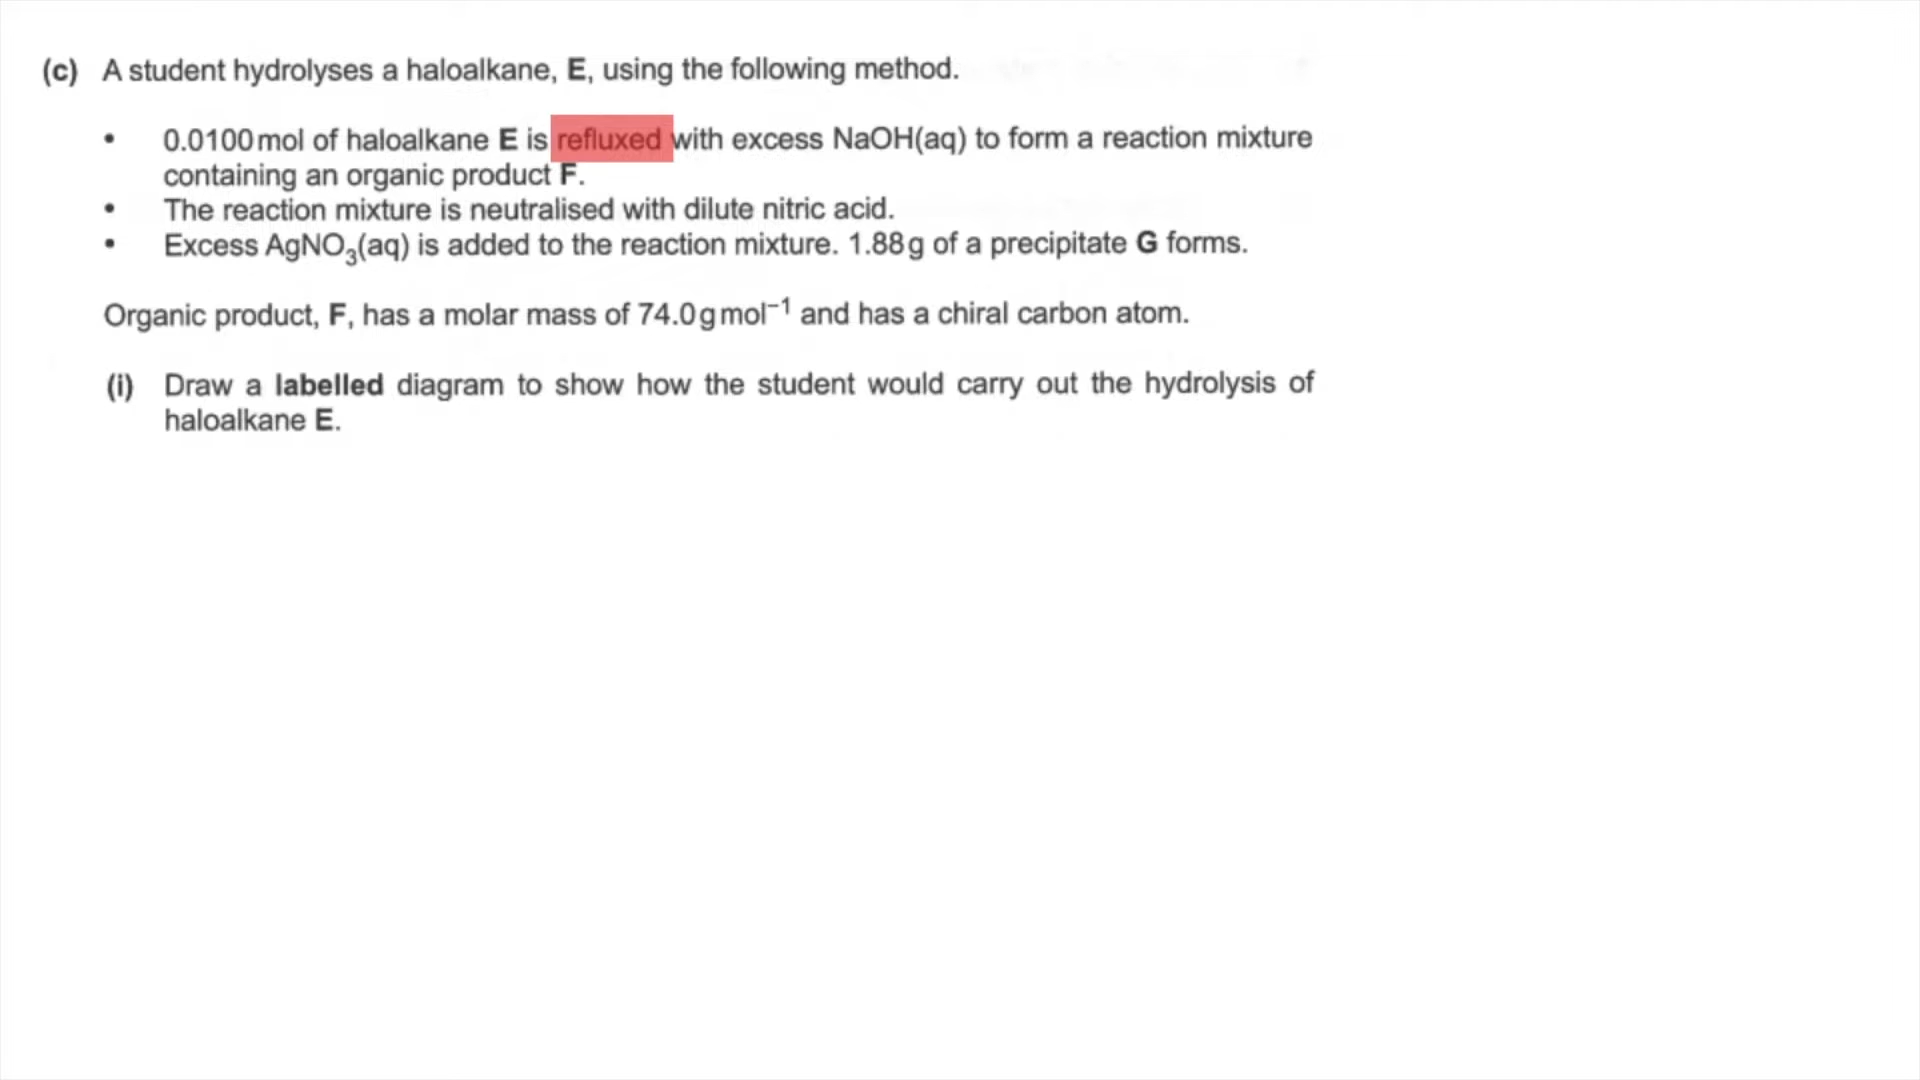 (c) A student hydrolyses a haloalkane, E, using the following method.
• 0.0100 mol of haloalkane E is refluxed with excess NaOH(aq) to form a reaction mixture
containing an organic product F.
• The reaction mixture is neutralised with dilute nitric acid.
• Excess AgNO₃(aq) is added to the reaction mixture. 1.88 g of a precipitate G forms.
Organic product, F, has a molar mass of 74.0 g mol⁻¹ and has a chiral carbon atom.
(i) Draw a labelled diagram to show how the student would carry out the hydrolysis of
haloalkane E.